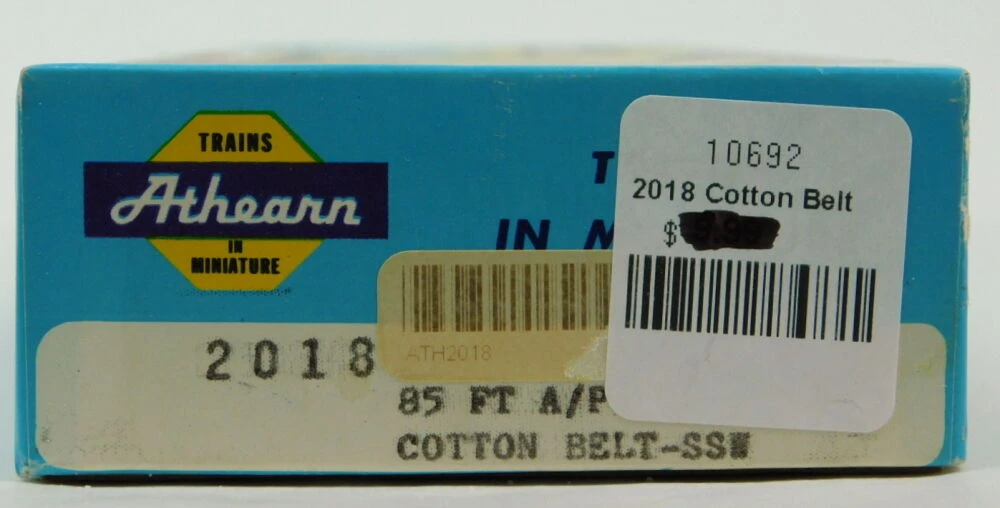 TRAINS
Athearn
IN
MINIATURE
T
IN M
10692
2018 Cotton Belt
$
ATH2018
2018
85 FT A/P
COTTON BELT-SSW